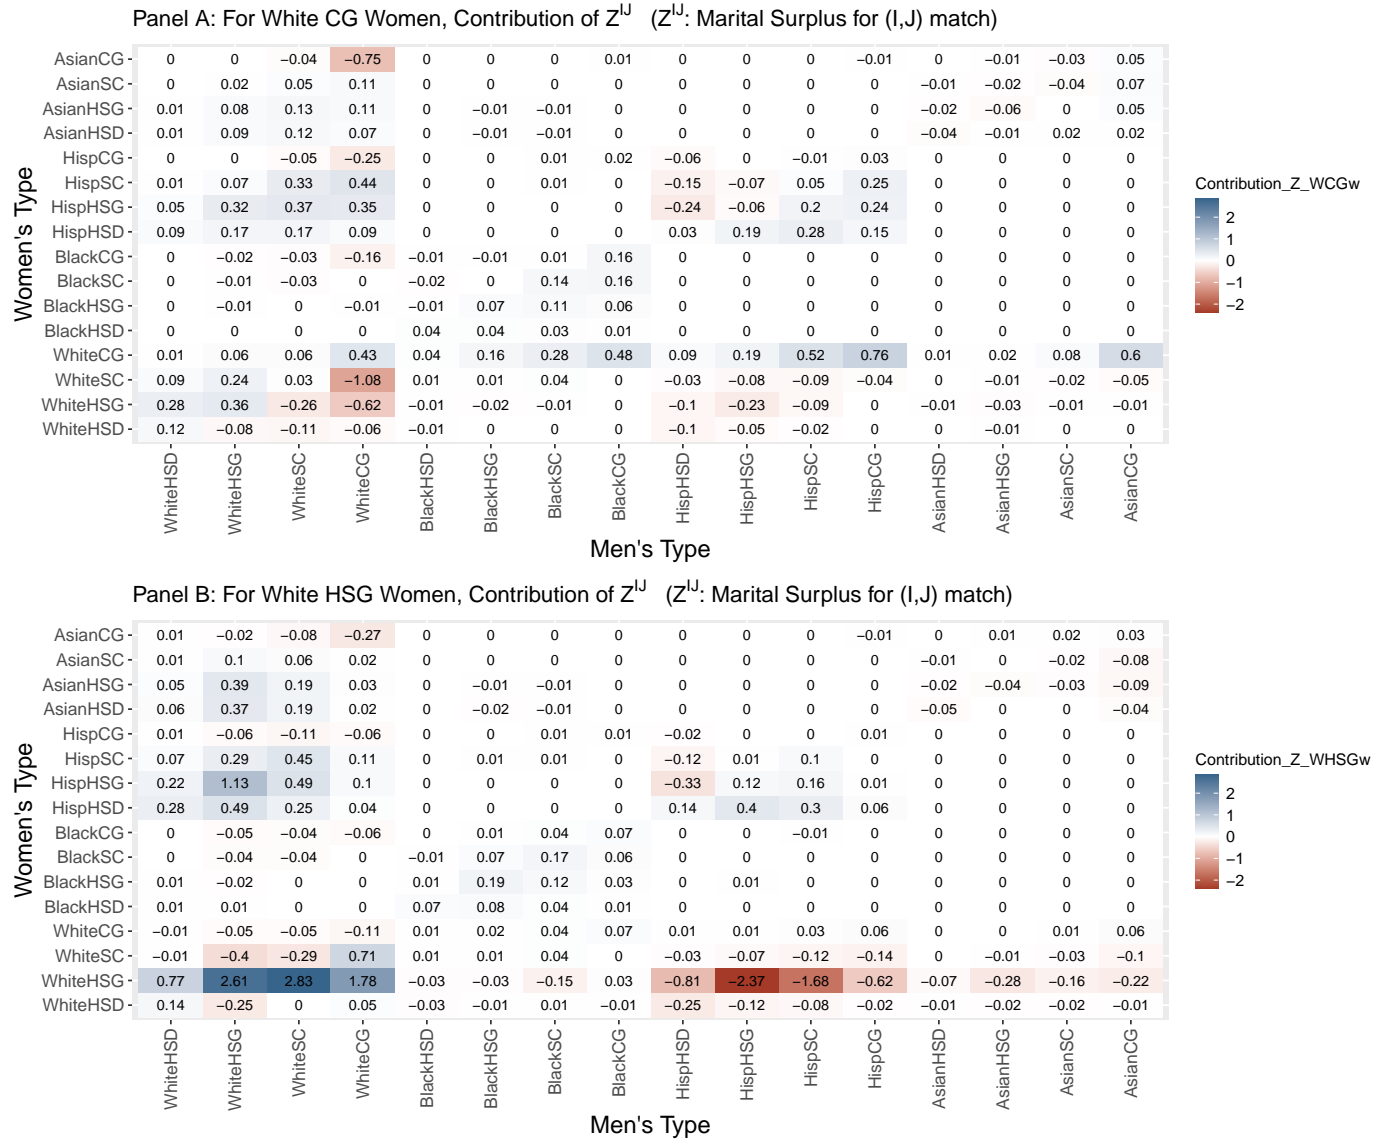 Panel A: For White CG Women, Contribution of Z^IJ (Z^IJ: Marital Surplus for (I,J) match)
AsianCG 0 0 −0.04 −0.75 0 0 0 0.01 0 0 0 −0.01 0 −0.01 −0.03 0.05
AsianSC 0 0.02 0.05 0.11 0 0 0 0 0 0 0 0 −0.01 −0.02 −0.04 0.07
AsianHSG 0.01 0.08 0.13 0.11 0 −0.01 −0.01 0 0 0 0 0 −0.02 −0.06 0 0.05
AsianHSD 0.01 0.09 0.12 0.07 0 −0.01 −0.01 0 0 0 0 0 −0.04 −0.01 0.02 0.02
HispCG 0 0 −0.05 −0.25 0 0 0.01 0.02 −0.06 0 −0.01 0.03 0 0 0 0
HispSC 0.01 0.07 0.33 0.44 0 0 0.01 0 −0.15 −0.07 0.05 0.25 0 0 0 0
HispHSG 0.05 0.32 0.37 0.35 0 0 0 0 −0.24 −0.06 0.2 0.24 0 0 0 0
HispHSD 0.09 0.17 0.17 0.09 0 0 0 0 0.03 0.19 0.28 0.15 0 0 0 0
BlackCG 0 −0.02 −0.03 −0.16 −0.01 −0.01 0.01 0.16 0 0 0 0 0 0 0 0
BlackSC 0 −0.01 −0.03 0 −0.02 0 0.14 0.16 0 0 0 0 0 0 0 0
BlackHSG 0 −0.01 0 −0.01 −0.01 0.07 0.11 0.06 0 0 0 0 0 0 0 0
BlackHSD 0 0 0 0 0.04 0.04 0.03 0.01 0 0 0 0 0 0 0 0
WhiteCG 0.01 0.06 0.06 0.43 0.04 0.16 0.28 0.48 0.09 0.19 0.52 0.76 0.01 0.02 0.08 0.6
WhiteSC 0.09 0.24 0.03 −1.08 0.01 0.01 0.04 0 −0.03 −0.08 −0.09 −0.04 0 −0.01 −0.02 −0.05
WhiteHSG 0.28 0.36 −0.26 −0.62 −0.01 −0.02 −0.01 0 −0.1 −0.23 −0.09 0 −0.01 −0.03 −0.01 −0.01
WhiteHSD 0.12 −0.08 −0.11 −0.06 −0.01 0 0 0 −0.1 −0.05 −0.02 0 0 −0.01 0 0
WhiteHSD WhiteHSG WhiteSC WhiteCG BlackHSD BlackHSG BlackSC BlackCG HispHSD HispHSG HispSC HispCG AsianHSD AsianHSG AsianSC AsianCG
Men's Type
Women's Type
Contribution_Z_WCGw
2
1
0
−1
−2
Panel B: For White HSG Women, Contribution of Z^IJ (Z^IJ: Marital Surplus for (I,J) match)
AsianCG 0.01 −0.02 −0.08 −0.27 0 0 0 0 0 0 0 −0.01 0 0.01 0.02 0.03
AsianSC 0.01 0.1 0.06 0.02 0 0 0 0 0 0 0 0 −0.01 0 −0.02 −0.08
AsianHSG 0.05 0.39 0.19 0.03 0 −0.01 −0.01 0 0 0 0 0 −0.02 −0.04 −0.03 −0.09
AsianHSD 0.06 0.37 0.19 0.02 0 −0.02 −0.01 0 0 0 0 0 −0.05 0 0 −0.04
HispCG 0.01 −0.06 −0.11 −0.06 0 0 0.01 0.01 −0.02 0 0 0.01 0 0 0 0
HispSC 0.07 0.29 0.45 0.11 0 0.01 0.01 0 −0.12 0.01 0.1 0 0 0 0 0
HispHSG 0.22 1.13 0.49 0.1 0 0 0 0 −0.33 0.12 0.16 0.01 0 0 0 0
HispHSD 0.28 0.49 0.25 0.04 0 0 0 0 0.14 0.4 0.3 0.06 0 0 0 0
BlackCG 0 −0.05 −0.04 −0.06 0 0.01 0.04 0.07 0 0 −0.01 0 0 0 0 0
BlackSC 0 −0.04 −0.04 0 −0.01 0.07 0.17 0.06 0 0 0 0 0 0 0 0
BlackHSG 0.01 −0.02 0 0 0.01 0.19 0.12 0.03 0 0.01 0 0 0 0 0 0
BlackHSD 0.01 0.01 0 0 0.07 0.08 0.04 0.01 0 0 0 0 0 0 0 0
WhiteCG −0.01 −0.05 −0.05 −0.11 0.01 0.02 0.04 0.07 0.01 0.01 0.03 0.06 0 0 0.01 0.06
WhiteSC −0.01 −0.4 −0.29 0.71 0.01 0.01 0.04 0 −0.03 −0.07 −0.12 −0.14 0 −0.01 −0.03 −0.1
WhiteHSG 0.77 2.61 2.83 1.78 −0.03 −0.03 −0.15 0.03 −0.81 −2.37 −1.68 −0.62 −0.07 −0.28 −0.16 −0.22
WhiteHSD 0.14 −0.25 0 0.05 −0.03 −0.01 0.01 −0.01 −0.25 −0.12 −0.08 −0.02 −0.01 −0.02 −0.02 −0.01
WhiteHSD WhiteHSG WhiteSC WhiteCG BlackHSD BlackHSG BlackSC BlackCG HispHSD HispHSG HispSC HispCG AsianHSD AsianHSG AsianSC AsianCG
Men's Type
Women's Type
Contribution_Z_WHSGw
2
1
0
−1
−2